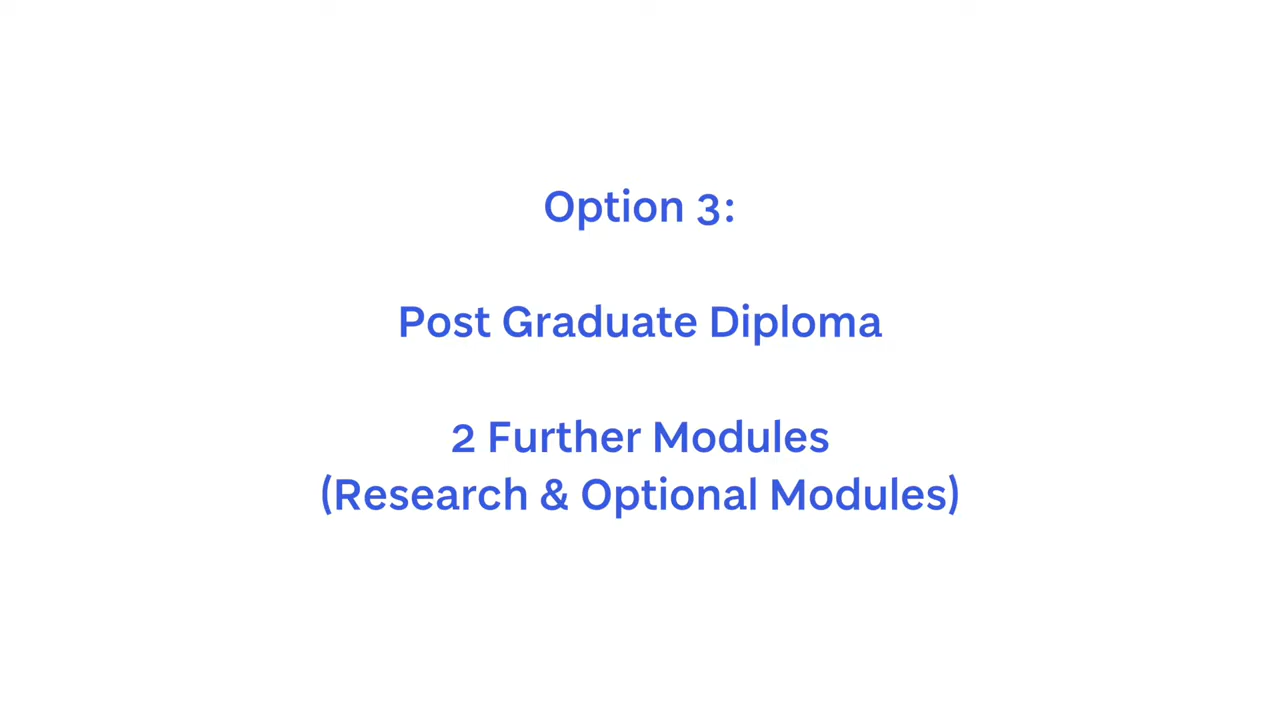 Option 3:
Post Graduate Diploma
2 Further Modules
(Research & Optional Modules)